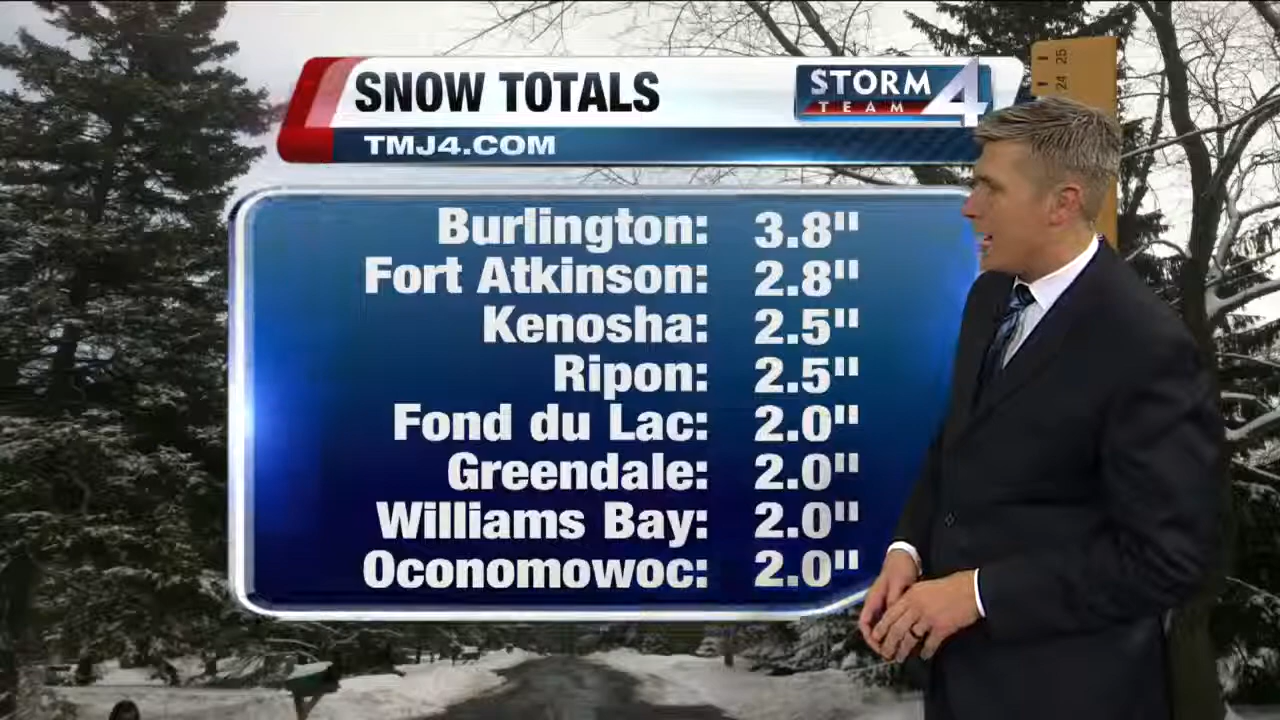 SNOW TOTALS
STORM 4
TEAM
TMJ4.COM
25
24
Burlington: 3.8"
Fort Atkinson: 2.8"
Kenosha: 2.5"
Ripon: 2.5"
Fond du Lac: 2.0"
Greendale: 2.0"
Williams Bay: 2.0"
Oconomowoc: 2.0"